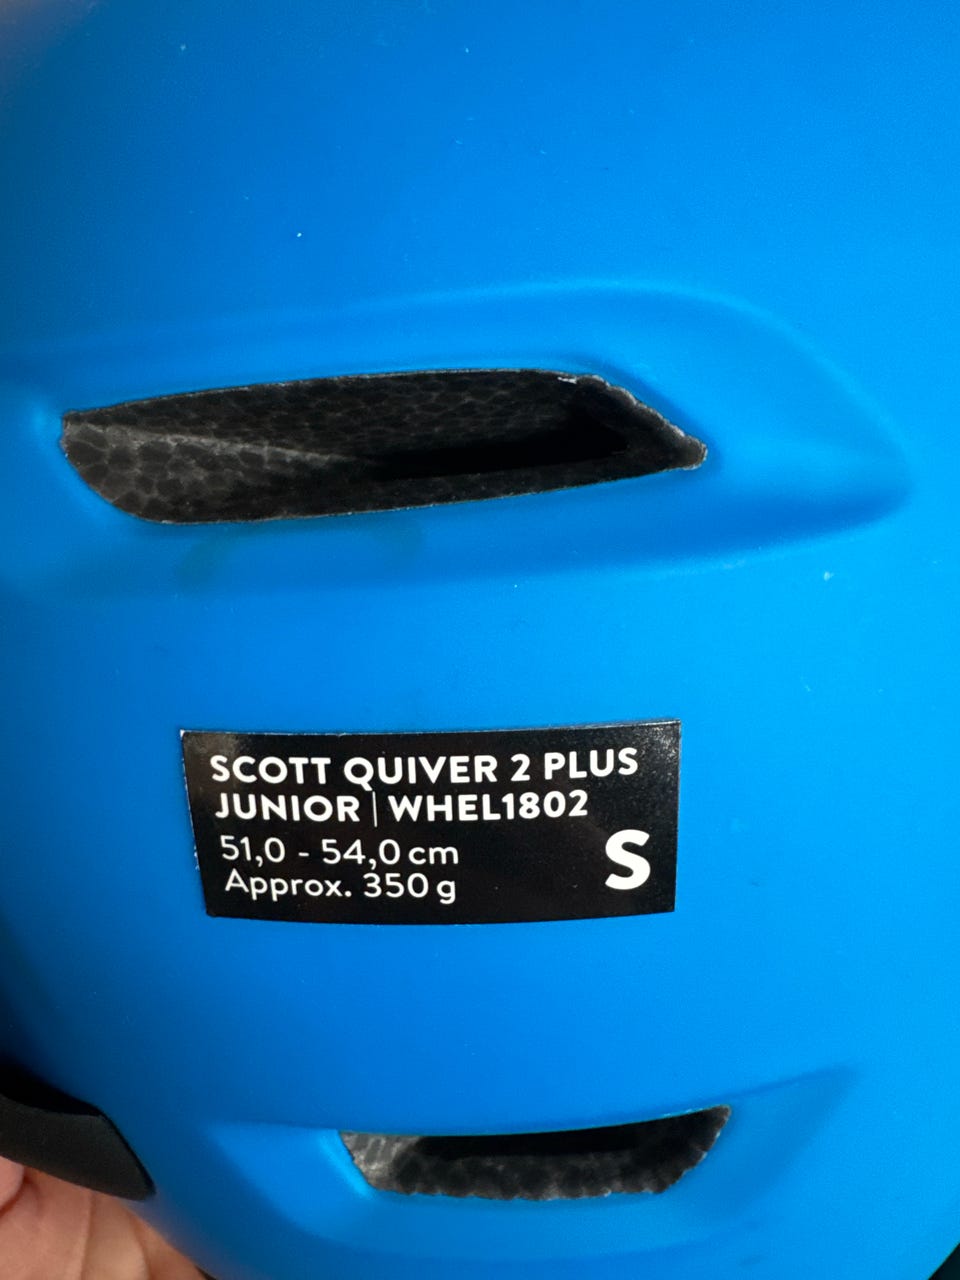 SCOTT QUIVER 2 PLUS
JUNIOR | WHEL1802
51,0 - 54,0 cm
Approx. 350 g
S